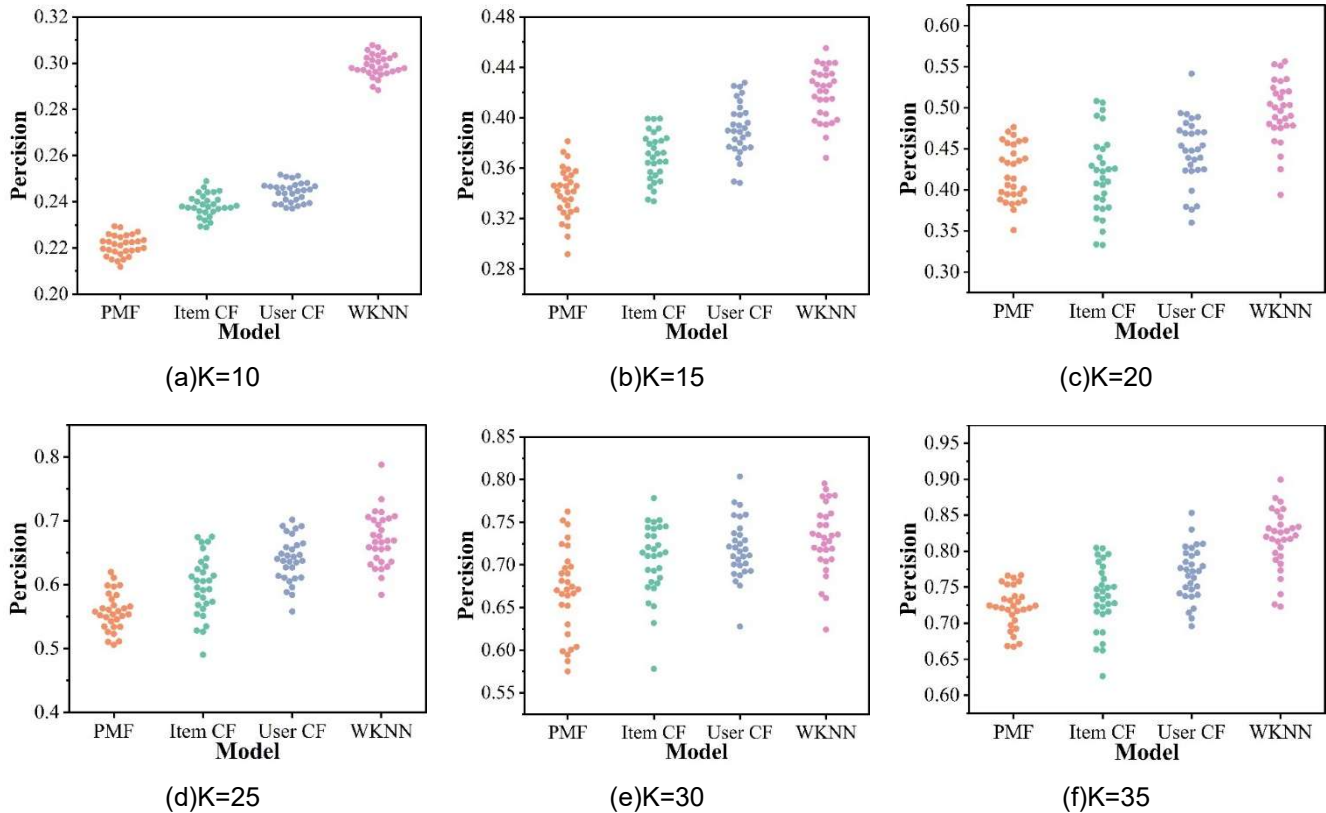 0.32
0.30
0.28
0.26
0.24
0.22
0.20
Percision
PMF Item CF User CF WKNN
Model
(a)K=10
0.48
0.44
0.40
0.36
0.32
0.28
Percision
PMF Item CF User CF WKNN
Model
(b)K=15
0.60
0.55
0.50
0.45
0.40
0.35
0.30
Percision
PMF Item CF User CF WKNN
Model
(c)K=20
0.8
0.7
0.6
0.5
0.4
Percision
PMF Item CF User CF WKNN
Model
(d)K=25
0.85
0.80
0.75
0.70
0.65
0.60
0.55
Percision
PMF Item CF User CF WKNN
Model
(e)K=30
0.95
0.90
0.85
0.80
0.75
0.70
0.65
0.60
Percision
PMF Item CF User CF WKNN
Model
(f)K=35